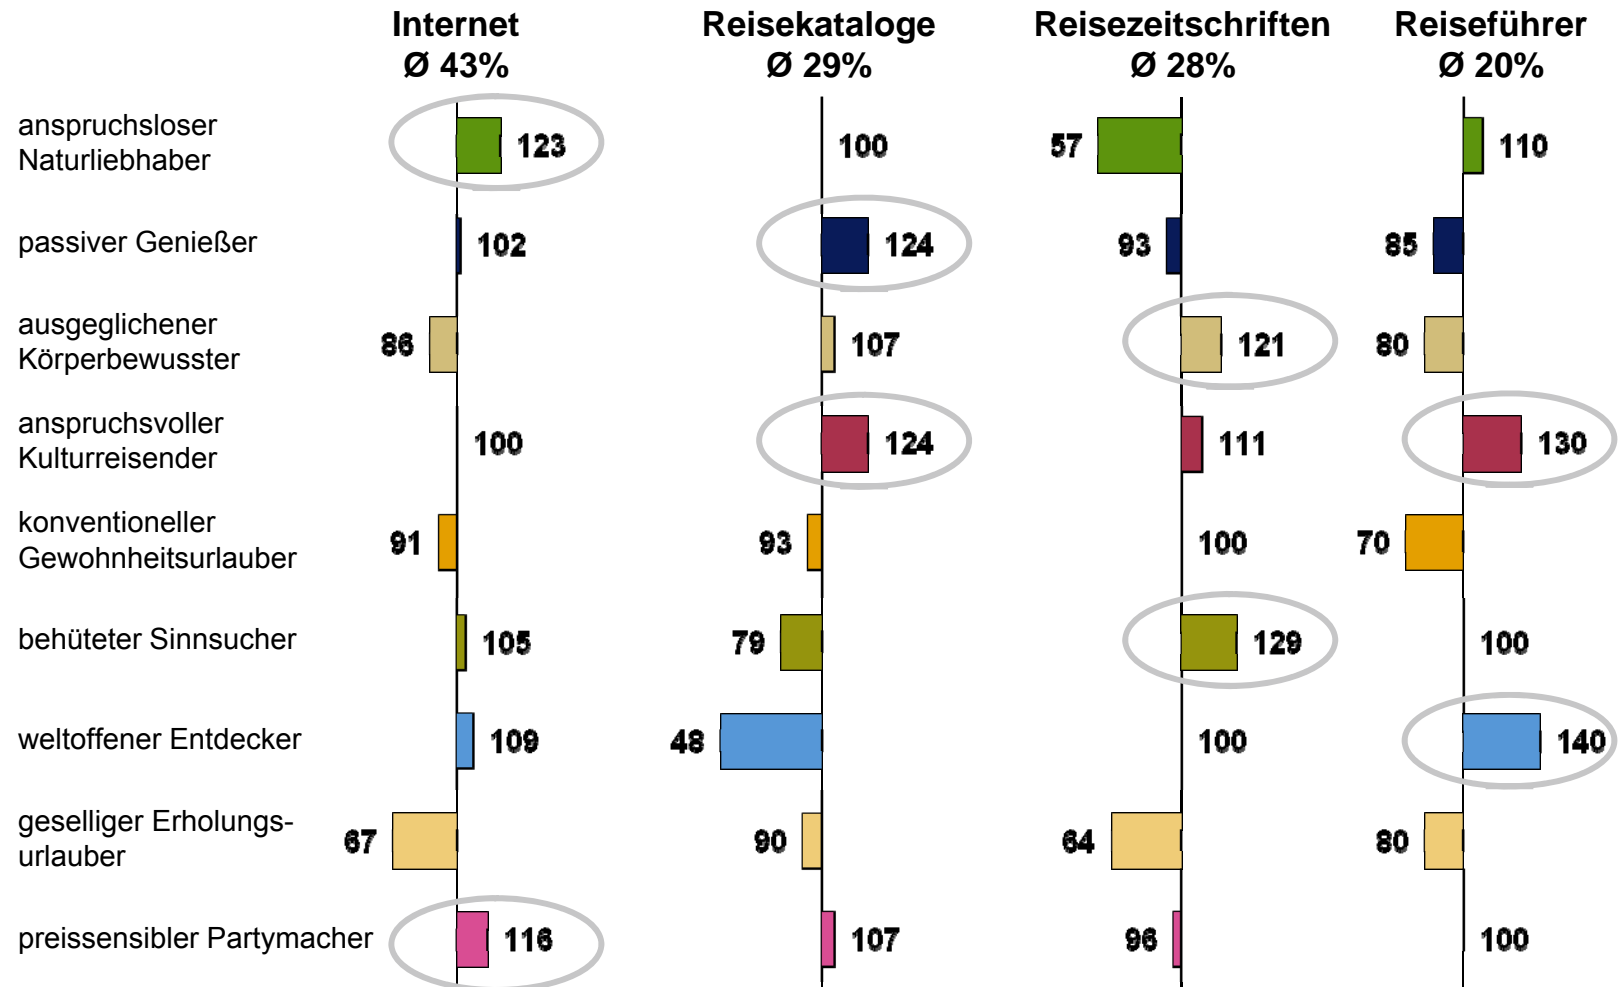 Internet Reisekataloge Reisezeitschriften Reiseführer
Ø 43% Ø 29% Ø 28% Ø 20%
anspruchsloser
Naturliebhaber
123 100 57 110
passiver Genießer 102 124 93 85
ausgeglichener
Körperbewusster
86 107 121 80
anspruchsvoller
Kulturreisender
100 124 111 130
konventioneller
Gewohnheitsurlauber
91 93 100 70
behüteter Sinnsucher 105 79 129 100
weltoffener Entdecker 109 48 100 140
geselliger Erholungs-
urlauber
67 90 64 80
preissensibler Partymacher 116 107 96 100